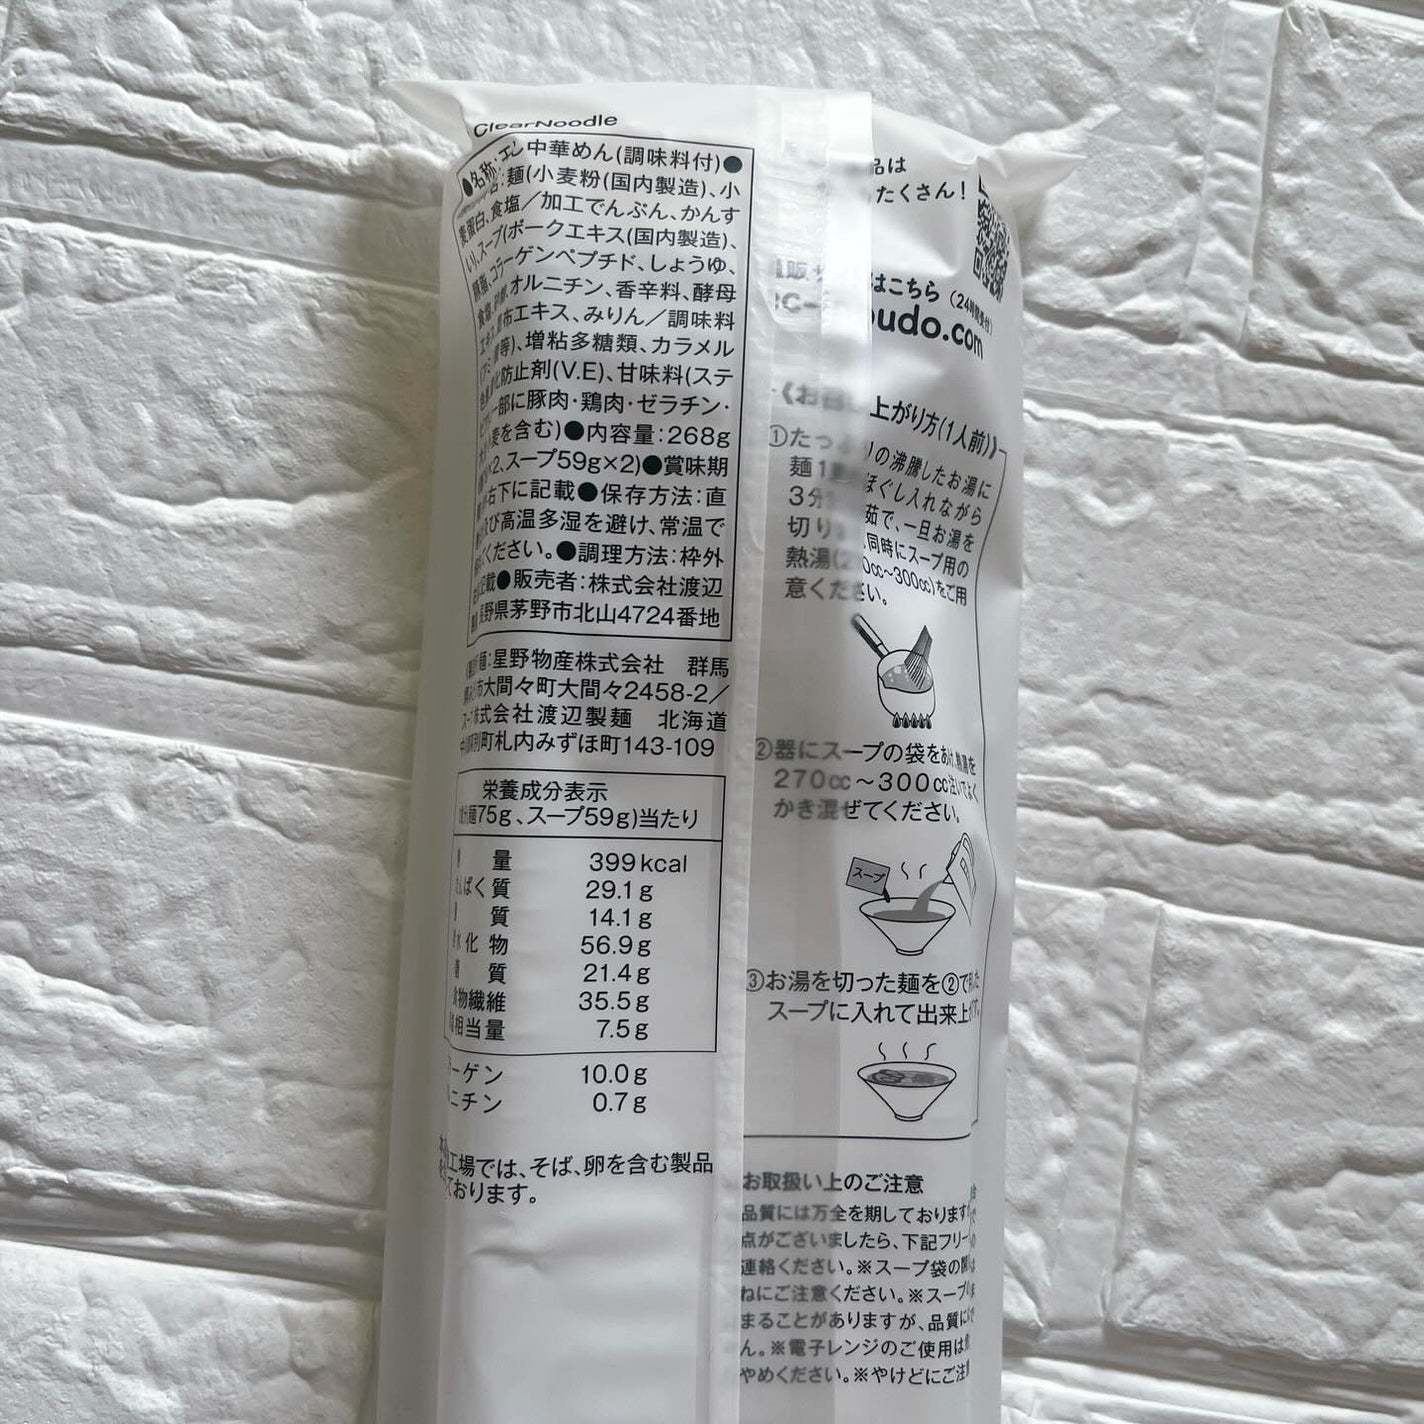 ClearNoodle
●名称: 中華めん(調味料付)●
麺(小麦粉(国内製造)、小
麦蛋白、食塩／加工でんぷん、かんす
い)、スープ(ポークエキス(国内製造)、
コラーゲンペプチド、しょうゆ、
食塩、 オルニチン、香辛料、酵母
エキス、昆布エキス、みりん／調味料
等)、増粘多糖類、カラメル
色素、 防止剤(V.E)、甘味料(ステ
一部に豚肉・鶏肉・ゼラチン・
麦を含む)●内容量:268g
×2、スープ59g×2)●賞味期
右下に記載●保存方法:直
及び高温多湿を避け、常温で
ください。●調理方法:枠外
記載●販売者:株式会社渡辺
長野県茅野市北山4724番地
麺:星野物産株式会社 群馬
市大間々町大間々2458-2／
株式会社渡辺製麺 北海道
町札内みずほ町143-109
栄養成分表示
麺75g、スープ59g)当たり
量 399kcal
ぱく質 29.1g
質 14.1g
水化物 56.9g
質 21.4g
食物繊維 35.5g
相当量 7.5g
ーゲン 10.0g
ニチン 0.7g
工場では、そば、卵を含む製品
ております。
品は
たくさん!
はこちら(24時間受付)
udo.com
《お召し上がり方(1人前)》
①たっぷりの沸騰したお湯に
麺1 ほぐし入れながら
3分 茹で、一旦お湯を
切り 同時にスープ用の
熱湯(2 0cc～300cc)をご用
意ください。
②器にスープの袋をあけ、熱湯を
270cc～300cc注いでよく
かき混ぜてください。
スープ
③お湯を切った麺を②で
スープに入れて出来上
お取扱い上のご注意
品質には万全を期しております
点がございましたら、下記フリー
連絡ください。※スープ袋の開
ねにご注意ください。※スープ
まることがありますが、品質に
ん。※電子レンジのご使用は
やめください。※やけどにご注